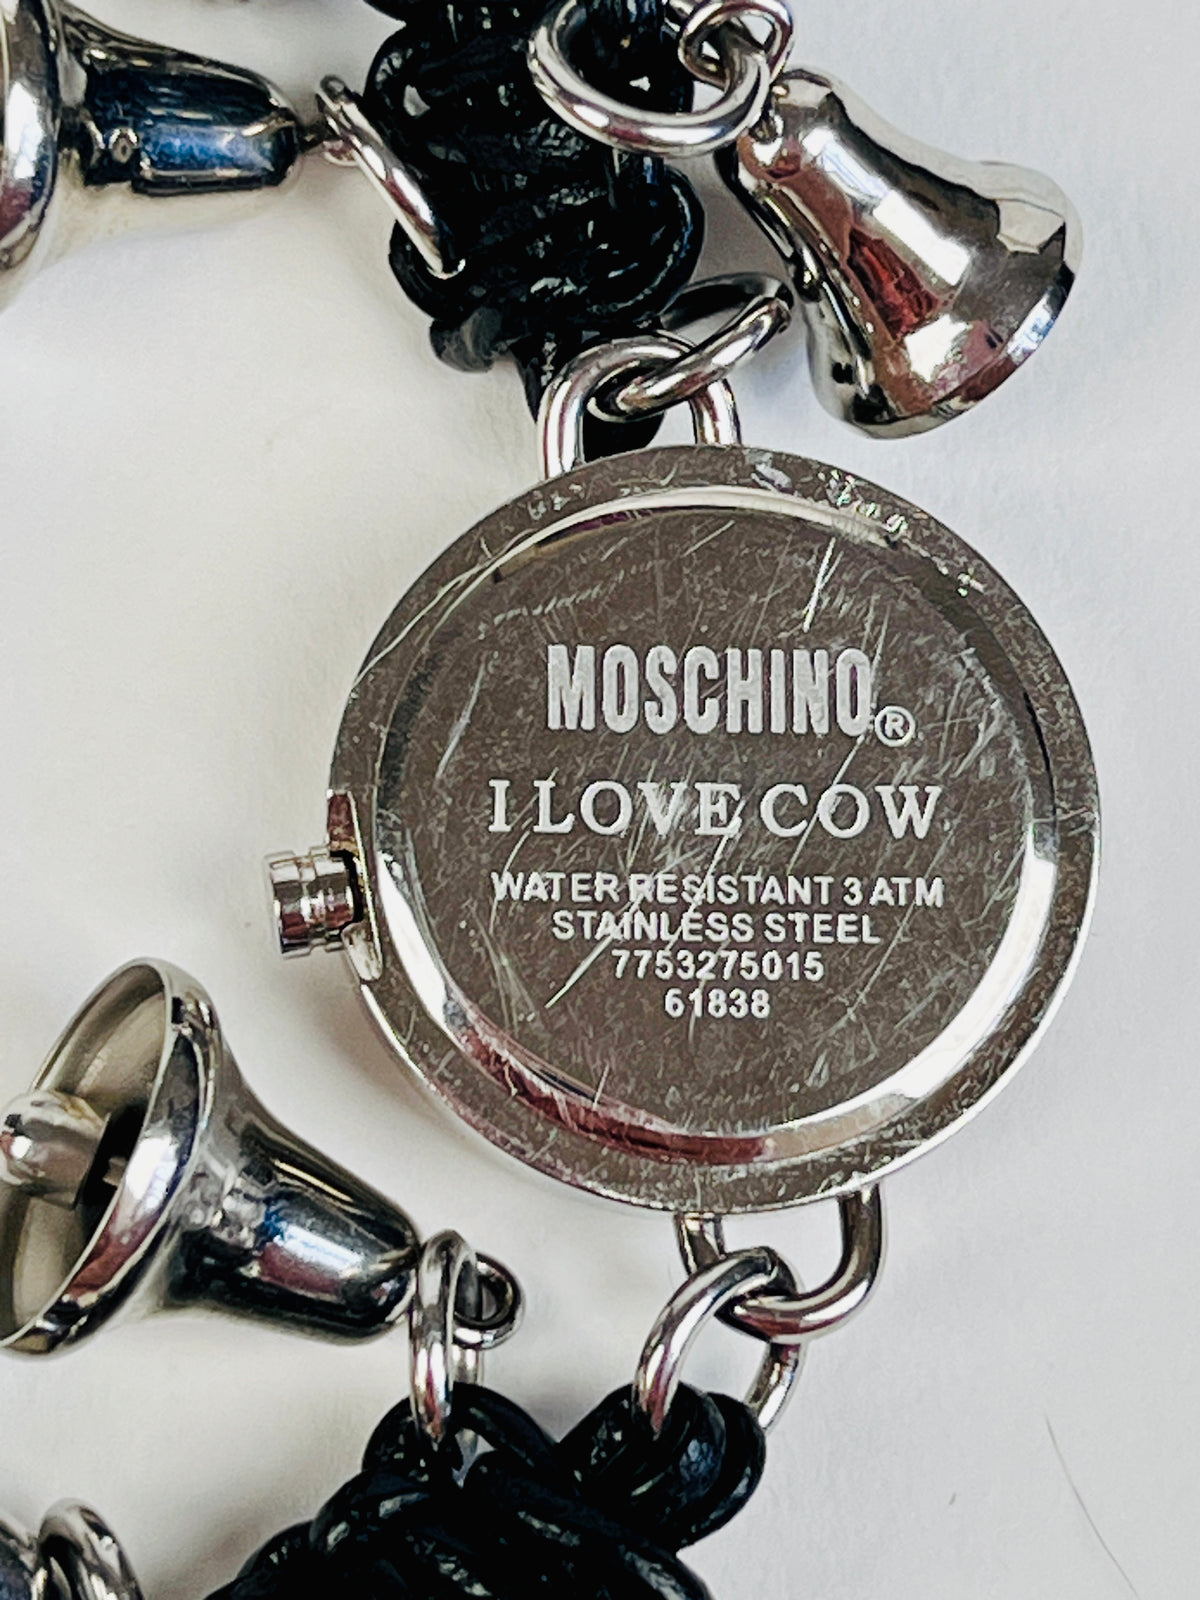 MOSCHINO®
I LOVE COW
WATER RESISTANT 3 ATM
STAINLESS STEEL
7753275015
61838